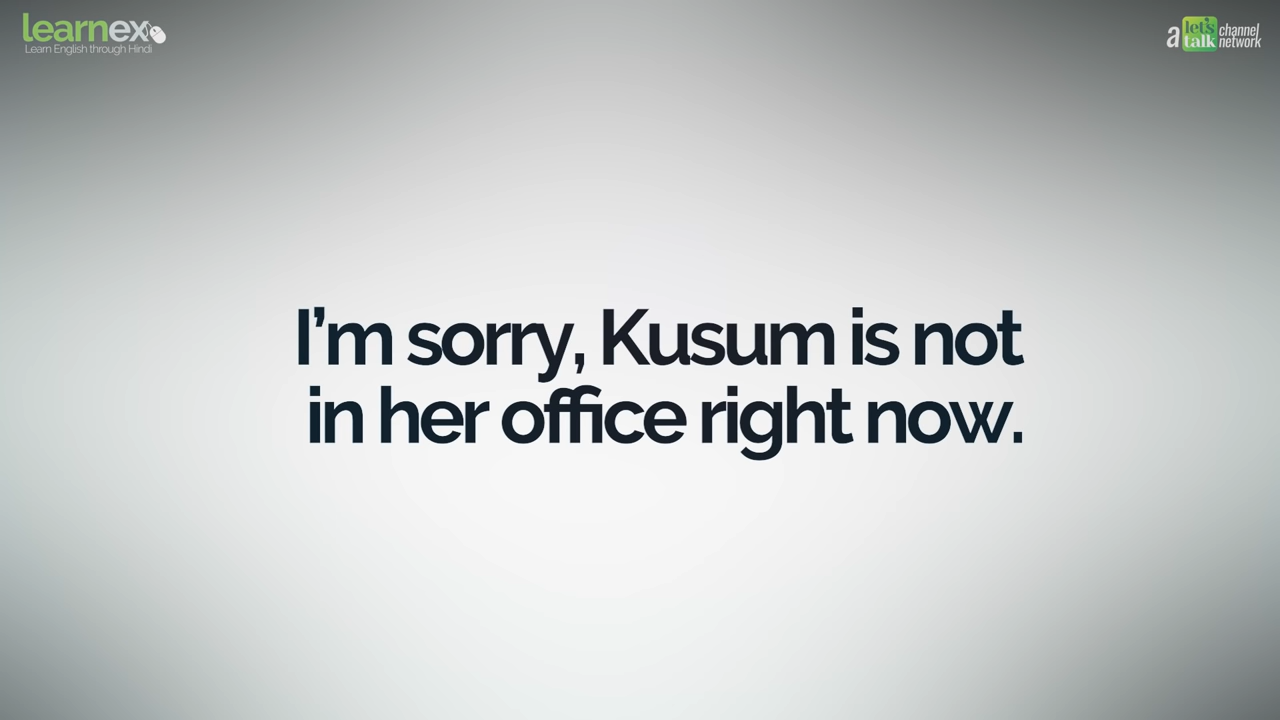 learnex
Learn English through Hindi
a let's talk channel network
I'm sorry, Kusum is not
in her office right now.